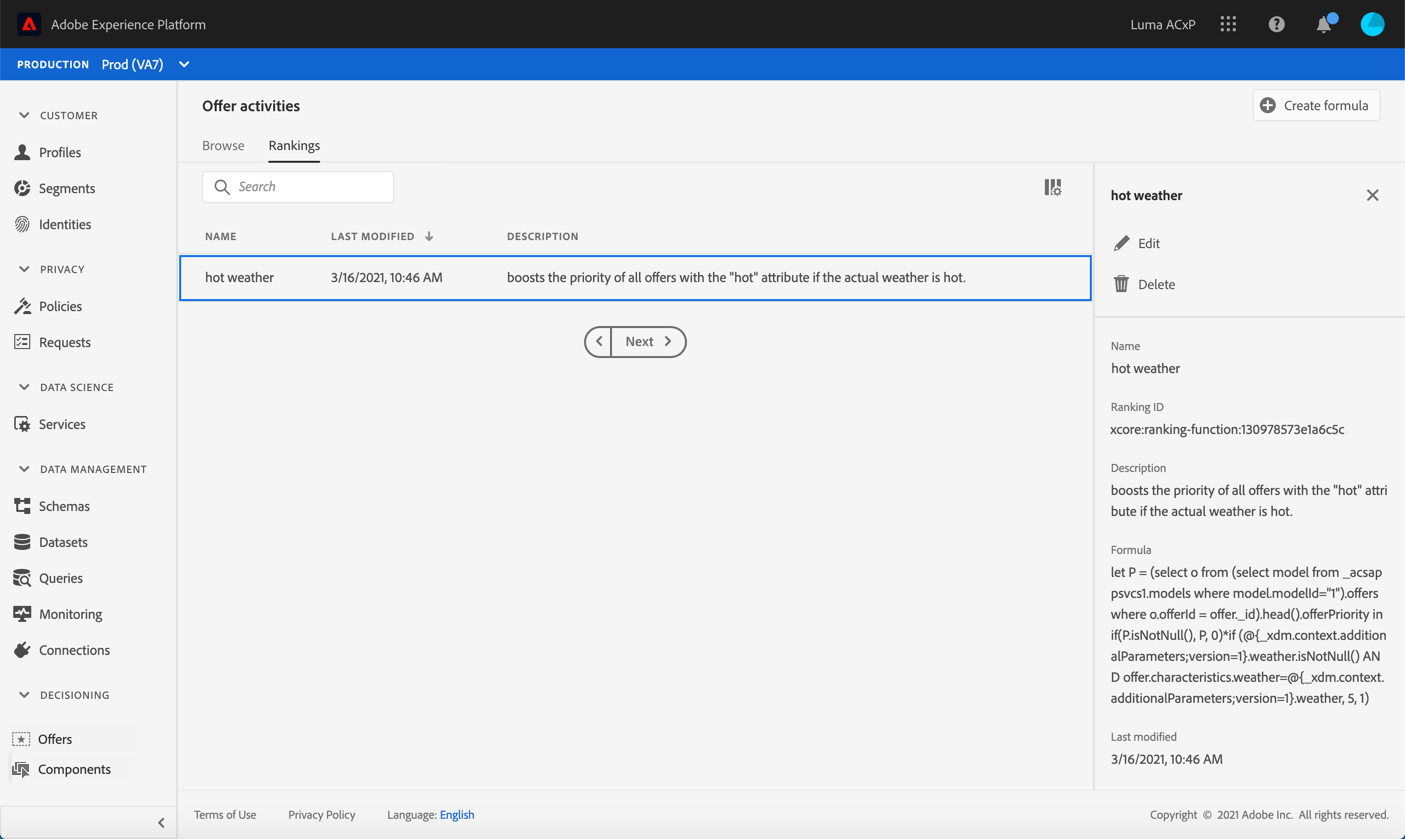 Adobe Experience Platform
Luma ACxP
PRODUCTION Prod (VA7)
CUSTOMER
Profiles
Segments
Identities
PRIVACY
Policies
Requests
DATA SCIENCE
Services
DATA MANAGEMENT
Schemas
Datasets
Queries
Monitoring
Connections
DECISIONING
Offers
Components
Offer activities
Create formula
Browse Rankings
Search
NAME LAST MODIFIED DESCRIPTION
hot weather 3/16/2021, 10:46 AM boosts the priority of all offers with the "hot" attribute if the actual weather is hot.
Next
hot weather
Edit
Delete
Name
hot weather
Ranking ID
xcore:ranking-function:130978573e1a6c5c
Description
boosts the priority of all offers with the "hot" attri
bute if the actual weather is hot.
Formula
let P = (select o from (select model from _acsap
psvcs1.models where model.modelId="1").offers
where o.offerId = offer._id).head().offerPriority in
if(P.isNotNull(), P, 0)*if (@{_xdm.context.addition
alParameters;version=1}.weather.isNotNull() AN
D offer.characteristics.weather=@{_xdm.context.
additionalParameters;version=1}.weather, 5, 1)
Last modified
3/16/2021, 10:46 AM
Terms of Use Privacy Policy Language: English
Copyright © 2021 Adobe Inc. All rights reserved.